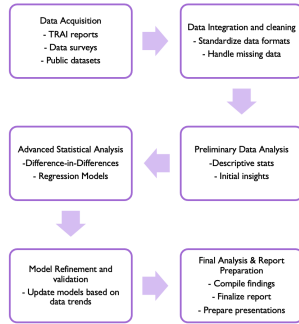 Data Acquisition
- TRAI reports
- Data surveys
- Public datasets
Data Integration and cleaning
- Standardize data formats
- Handle missing data
Preliminary Data Analysis
-Descriptive stats
- Initial insights
Advanced Statistical Analysis
-Difference-in-Differences
- Regression Models
Model Refinement and
validation
- Update models based on
data trends
Final Analysis & Report
Preparation
- Compile findings
- Finalize report
- Prepare presentations